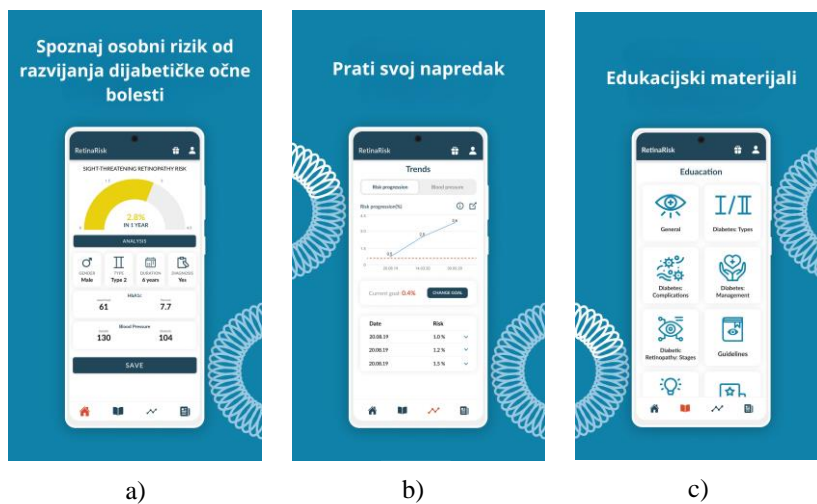 Spoznaj osobni rizik od
razvijanja dijabetičke očne
bolesti
RetinaRisk
SIGHT-THREATENING RETINOPATHY RISK
2.8%
IN 1 YEAR
ANALYSIS
GENDER
Male
TYPE
Type 2
DURATION
6 years
DIAGNOSIS
Yes
HbA1c
61
7.7
Blood Pressure
130
104
SAVE
a)
Prati svoj napredak
RetinaRisk
Trends
Risk progression
Blood pressure
Risk progression(%)
Current goal: 0.4%
CHANGE GOAL
Date
Risk
20.08.19
1,0 %
20.08.19
1.2 %
20.08.19
1,5 %
b)
Edukacijski materijali
RetinaRisk
Eduacation
General
Diabetes: Types
Diabetes:
Complications
Diabetes:
Management
Diabetic
Retinopathy: Stages
Guidelines
c)